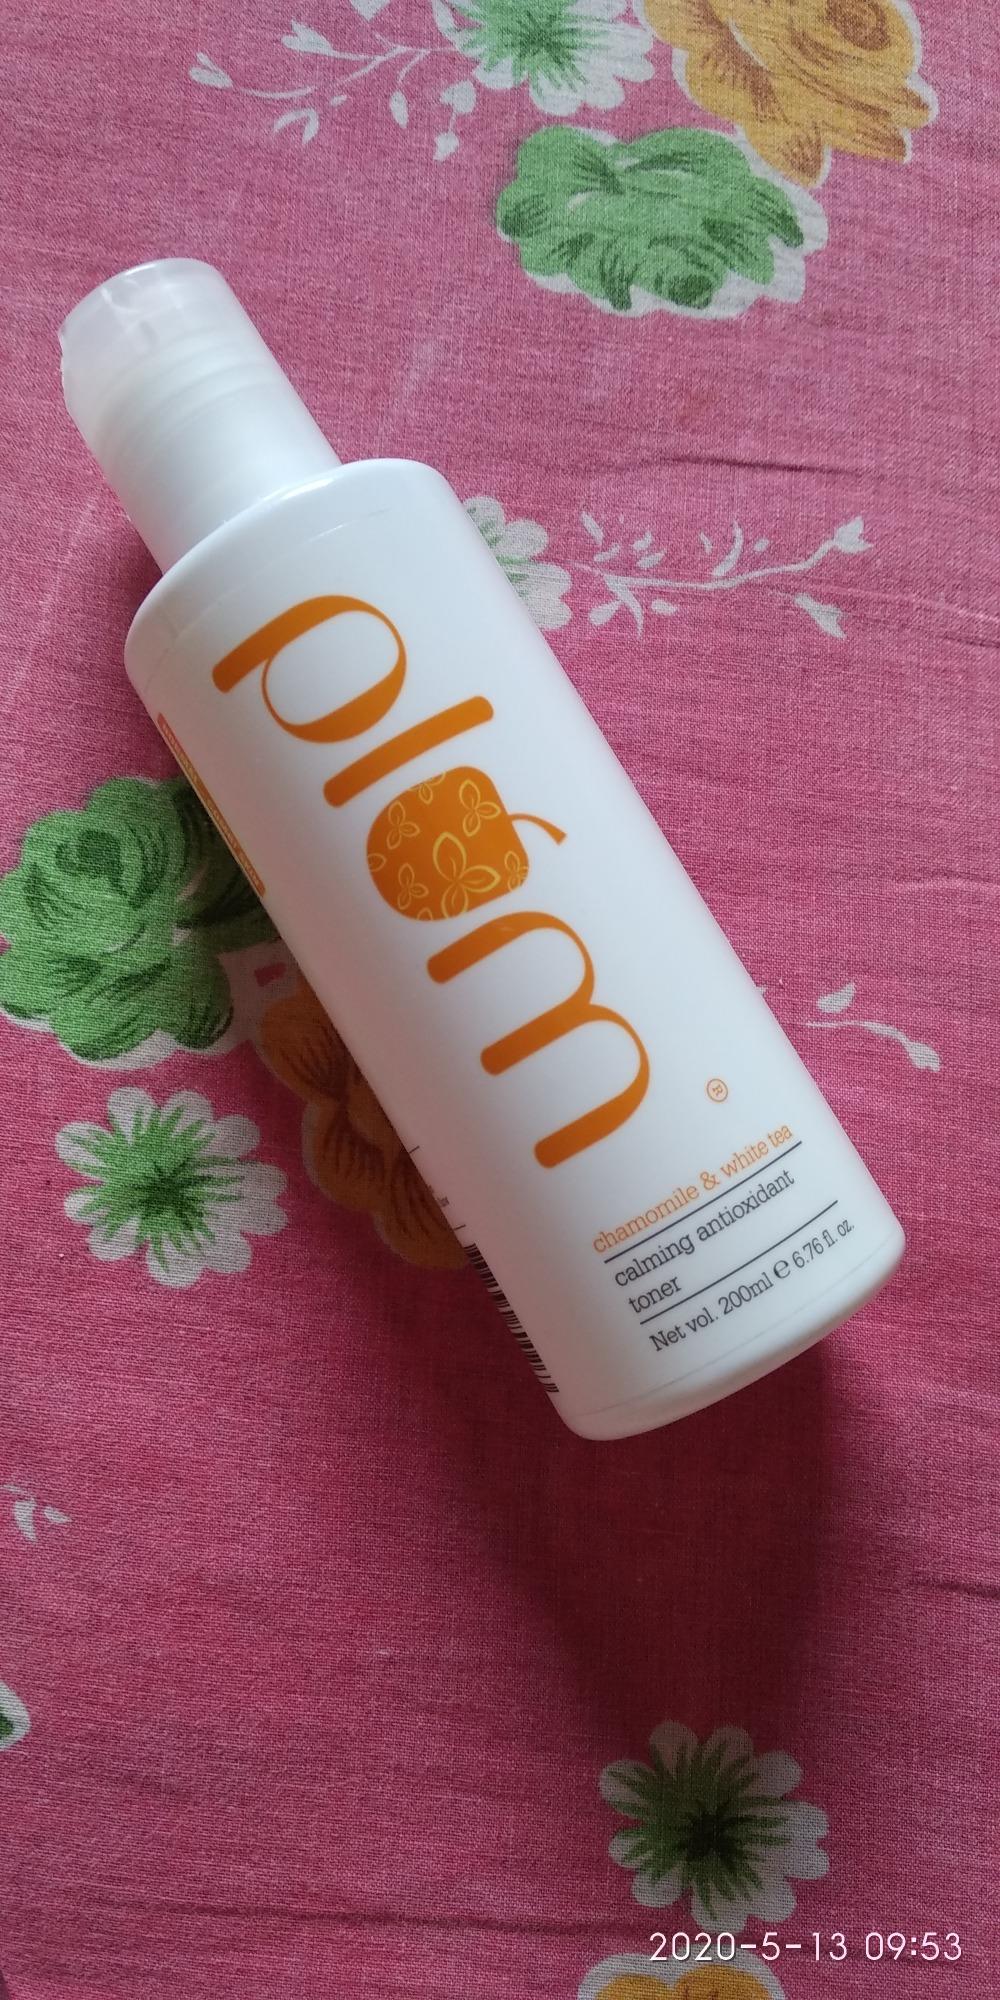 plum
®
chamomile & white tea
calming antioxidant
toner
Net vol. 200ml e 6.76 fl. oz.
2020-5-13 09:53